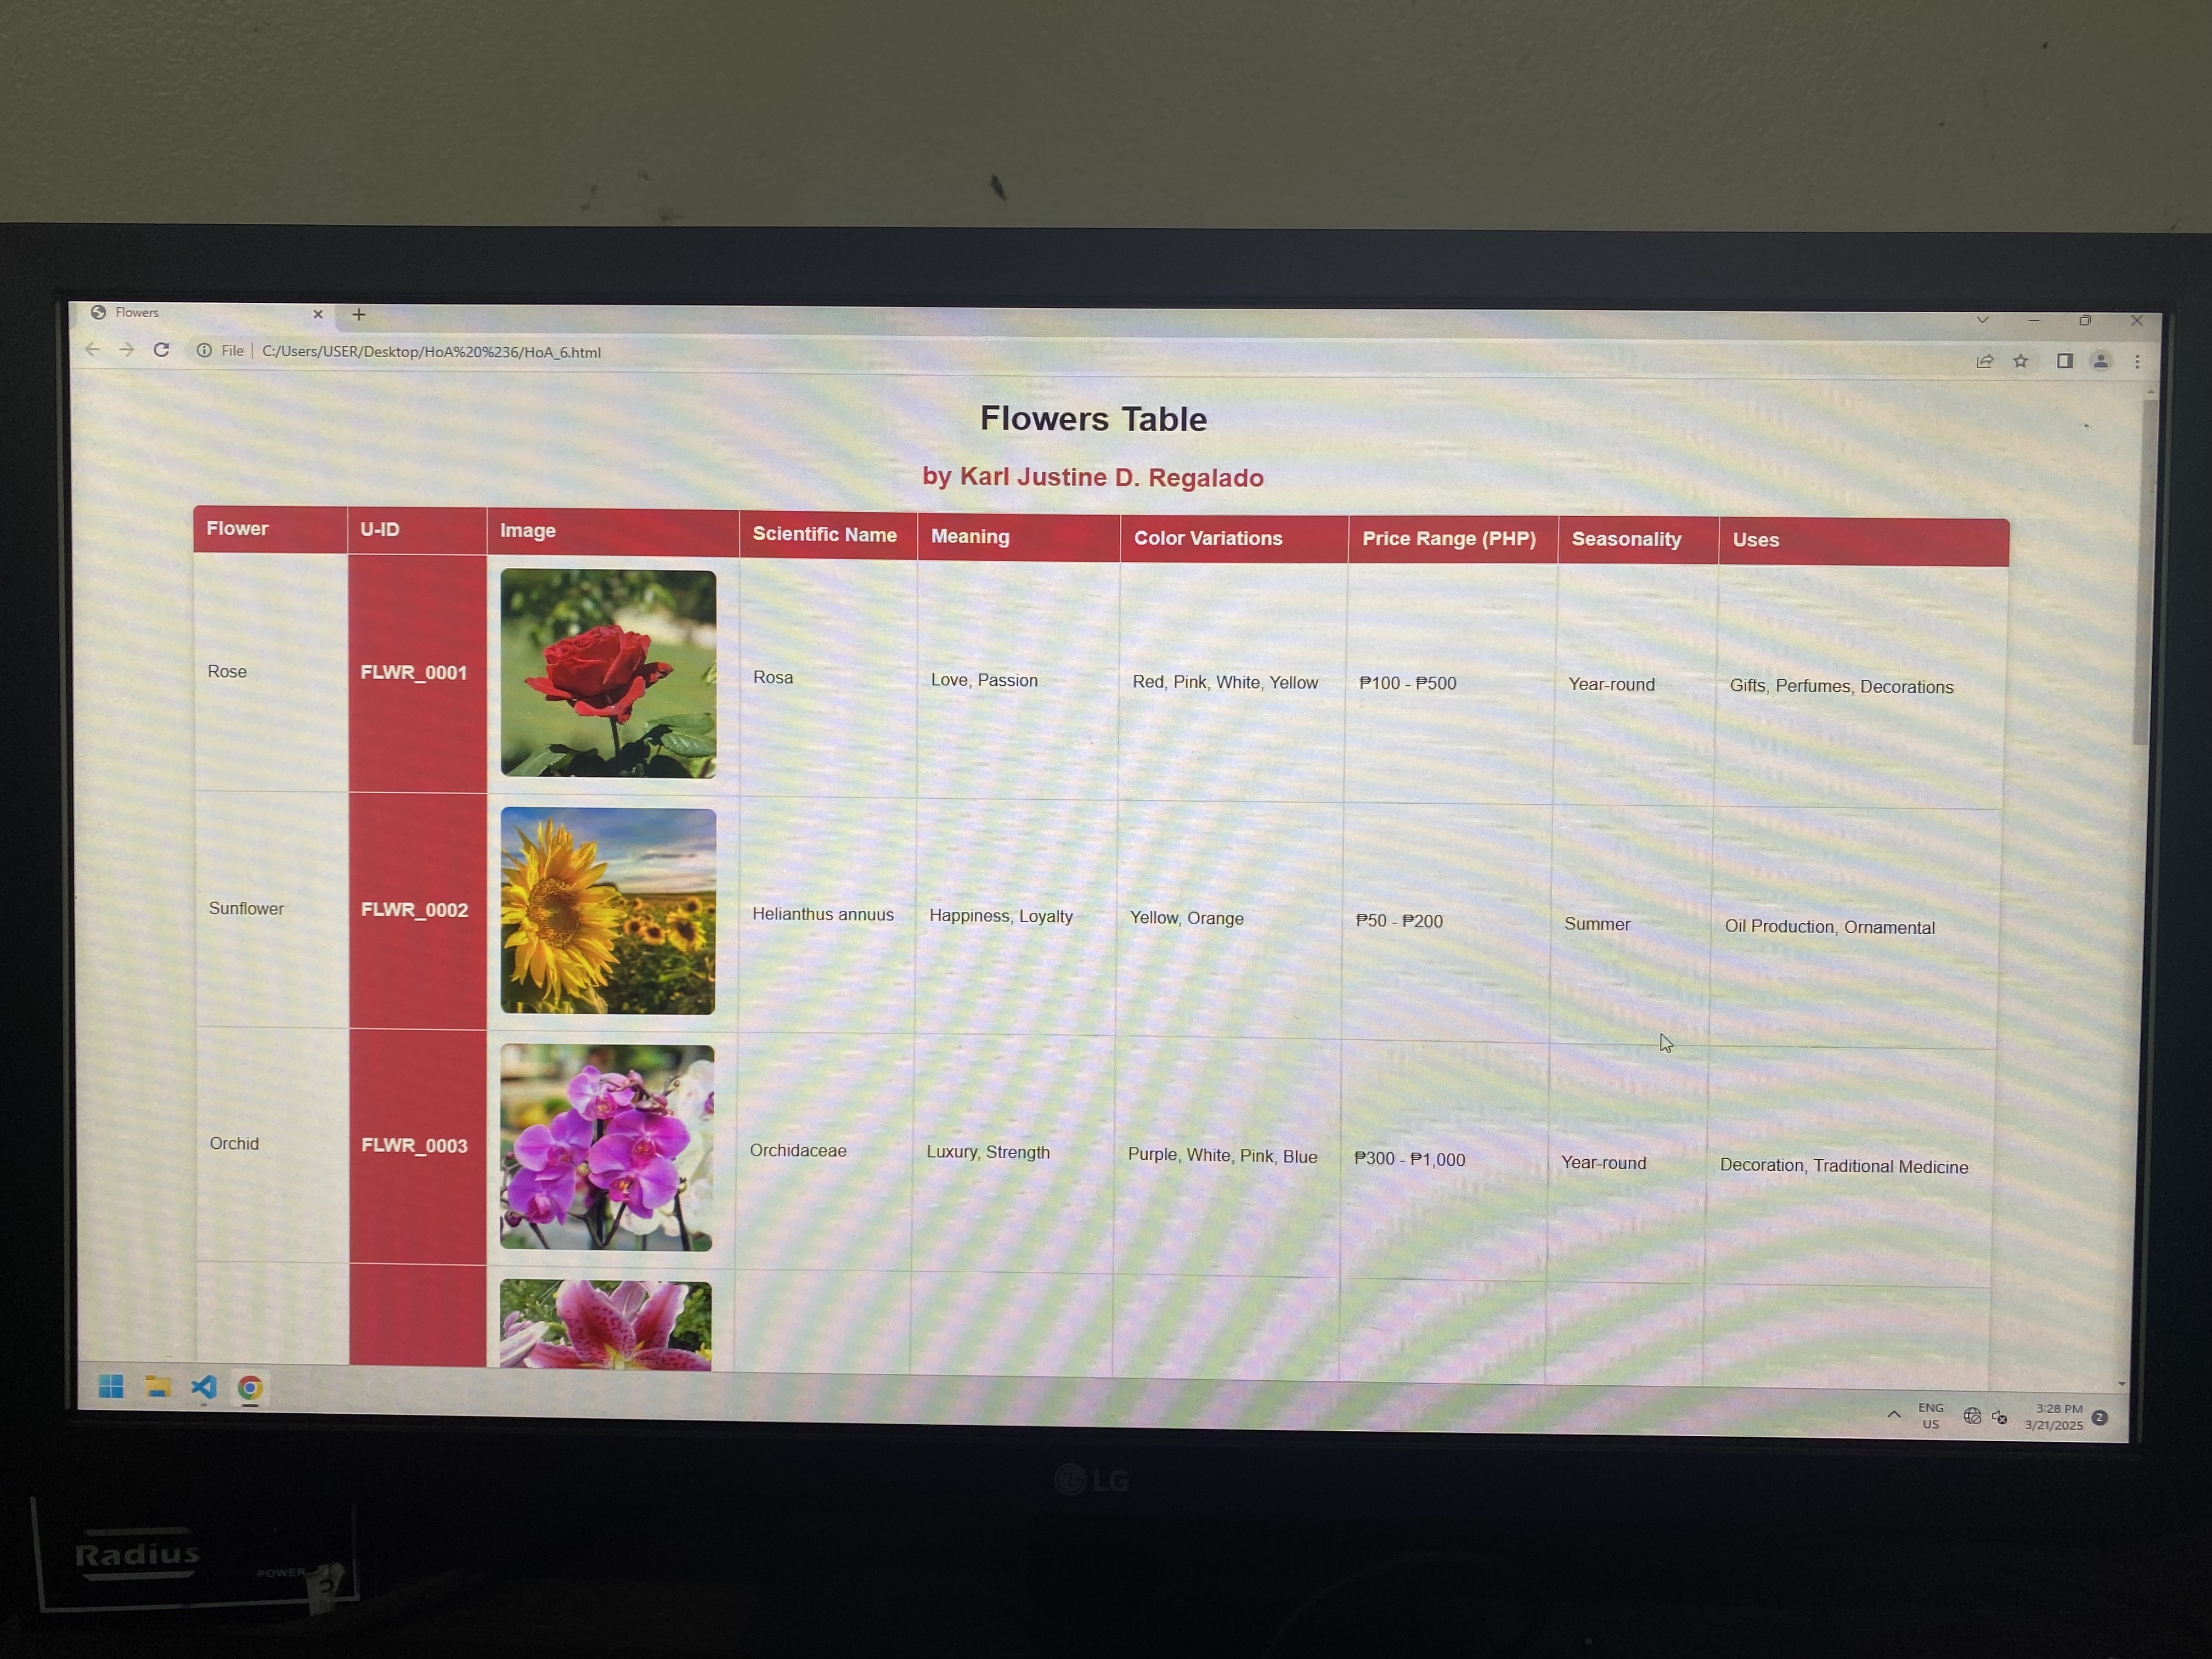 Flowers
File C:/Users/USER/Desktop/HoA%20%236/HoA_6.html
Flowers Table
by Karl Justine D. Regalado
Flower U-ID Image Scientific Name Meaning Color Variations Price Range (PHP) Seasonality Uses
Rose FLWR_0001 Rosa Love, Passion Red, Pink, White, Yellow ₱100 - ₱500 Year-round Gifts, Perfumes, Decorations
Sunflower FLWR_0002 Helianthus annuus Happiness, Loyalty Yellow, Orange ₱50 - ₱200 Summer Oil Production, Ornamental
Orchid FLWR_0003 Orchidaceae Luxury, Strength Purple, White, Pink, Blue ₱300 - ₱1,000 Year-round Decoration, Traditional Medicine
ENG
US
3:28 PM
3/21/2025
2
LG
Radius
POWER